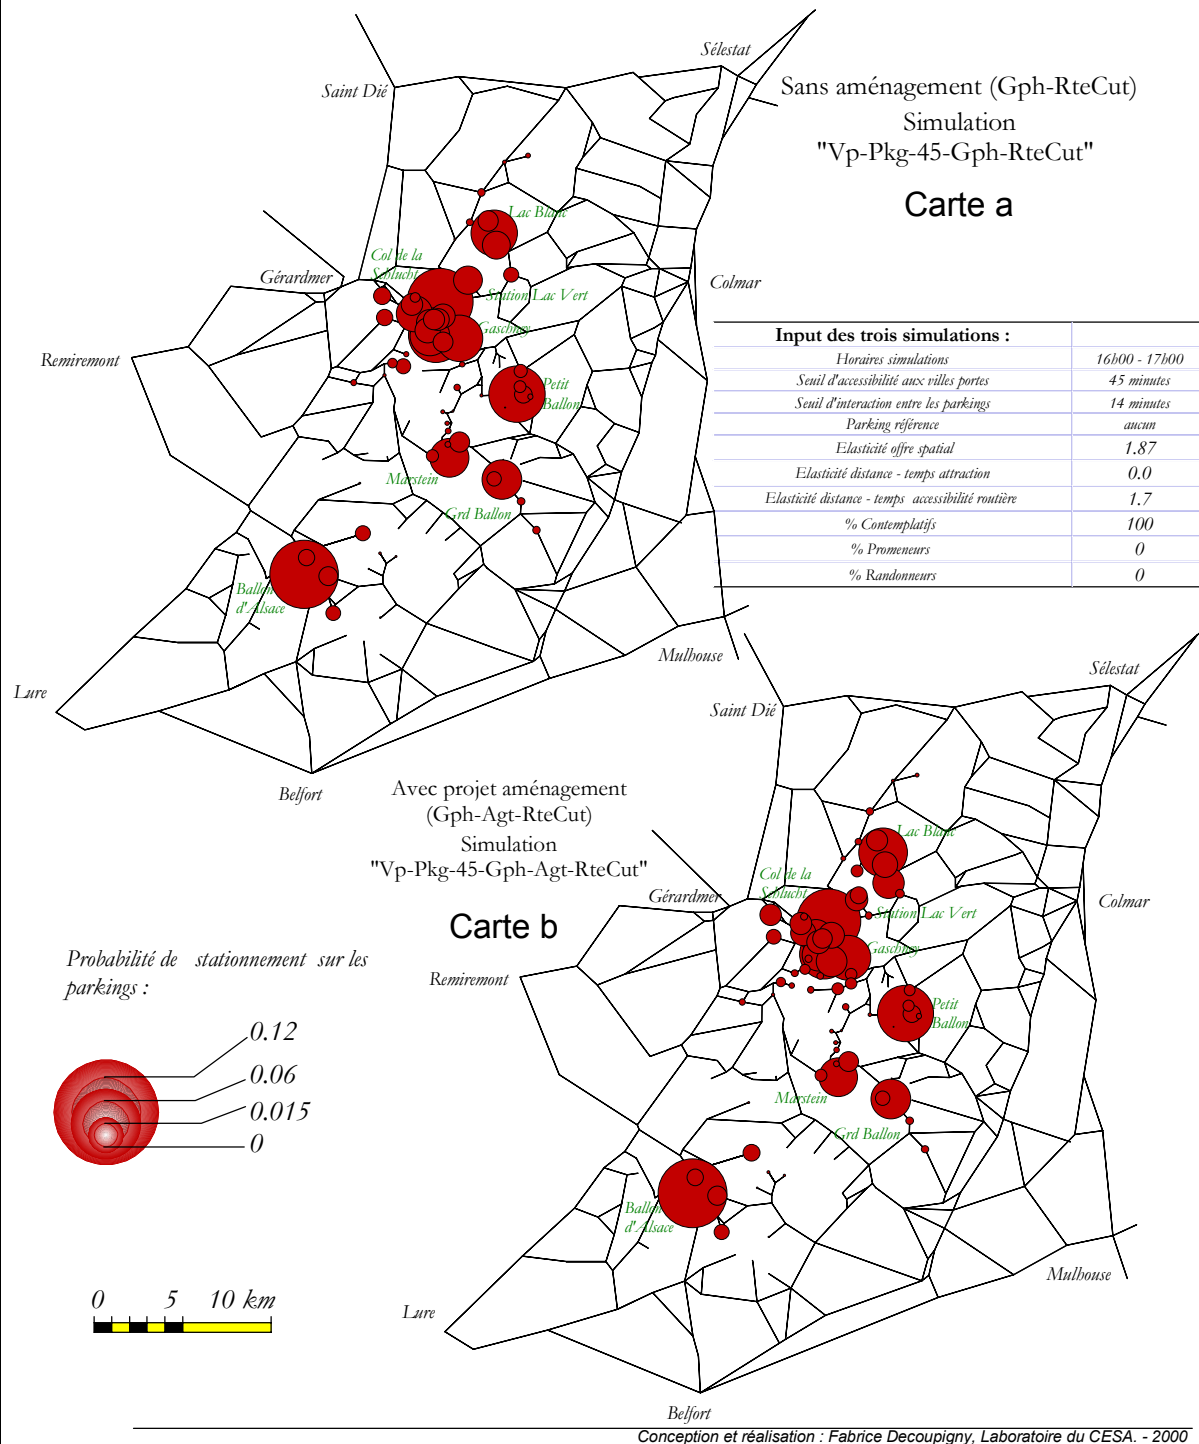 Sélestat
Saint Dié
Sans aménagement (Gph-RteCut)
Simulation
"Vp-Pkg-45-Gph-RteCut"
Carte a
Lac Blanc
Col de la
Schlucht
Gérardmer
Station Lac Vert
Colmar
Gaschney
Remiremont
Petit
Ballon
Marstein
Grd Ballon
Ballon
d'Alsace
Mulhouse
Lure
Belfort
Input des trois simulations :
Horaires simulations 16h00 - 17h00
Seuil d'accessibilité aux villes portes 45 minutes
Seuil d'interaction entre les parkings 14 minutes
Parking référence aucun
Elasticité offre spatial 1.87
Elasticité distance - temps attraction 0.0
Elasticité distance - temps accessibilité routière 1.7
% Contemplatifs 100
% Promeneurs 0
% Randonneurs 0
Sélestat
Saint Dié
Avec projet aménagement
(Gph-Agt-RteCut)
Simulation
"Vp-Pkg-45-Gph-Agt-RteCut"
Carte b
Lac Blanc
Col de la
Schlucht
Gérardmer
Station Lac Vert
Colmar
Gaschney
Remiremont
Petit
Ballon
Marstein
Grd Ballon
Ballon
d'Alsace
Mulhouse
Lure
Belfort
Probabilité de stationnement sur les
parkings :
0.12
0.06
0.015
0
0 5 10 km
Conception et réalisation : Fabrice Decoupigny, Laboratoire du CESA. - 2000